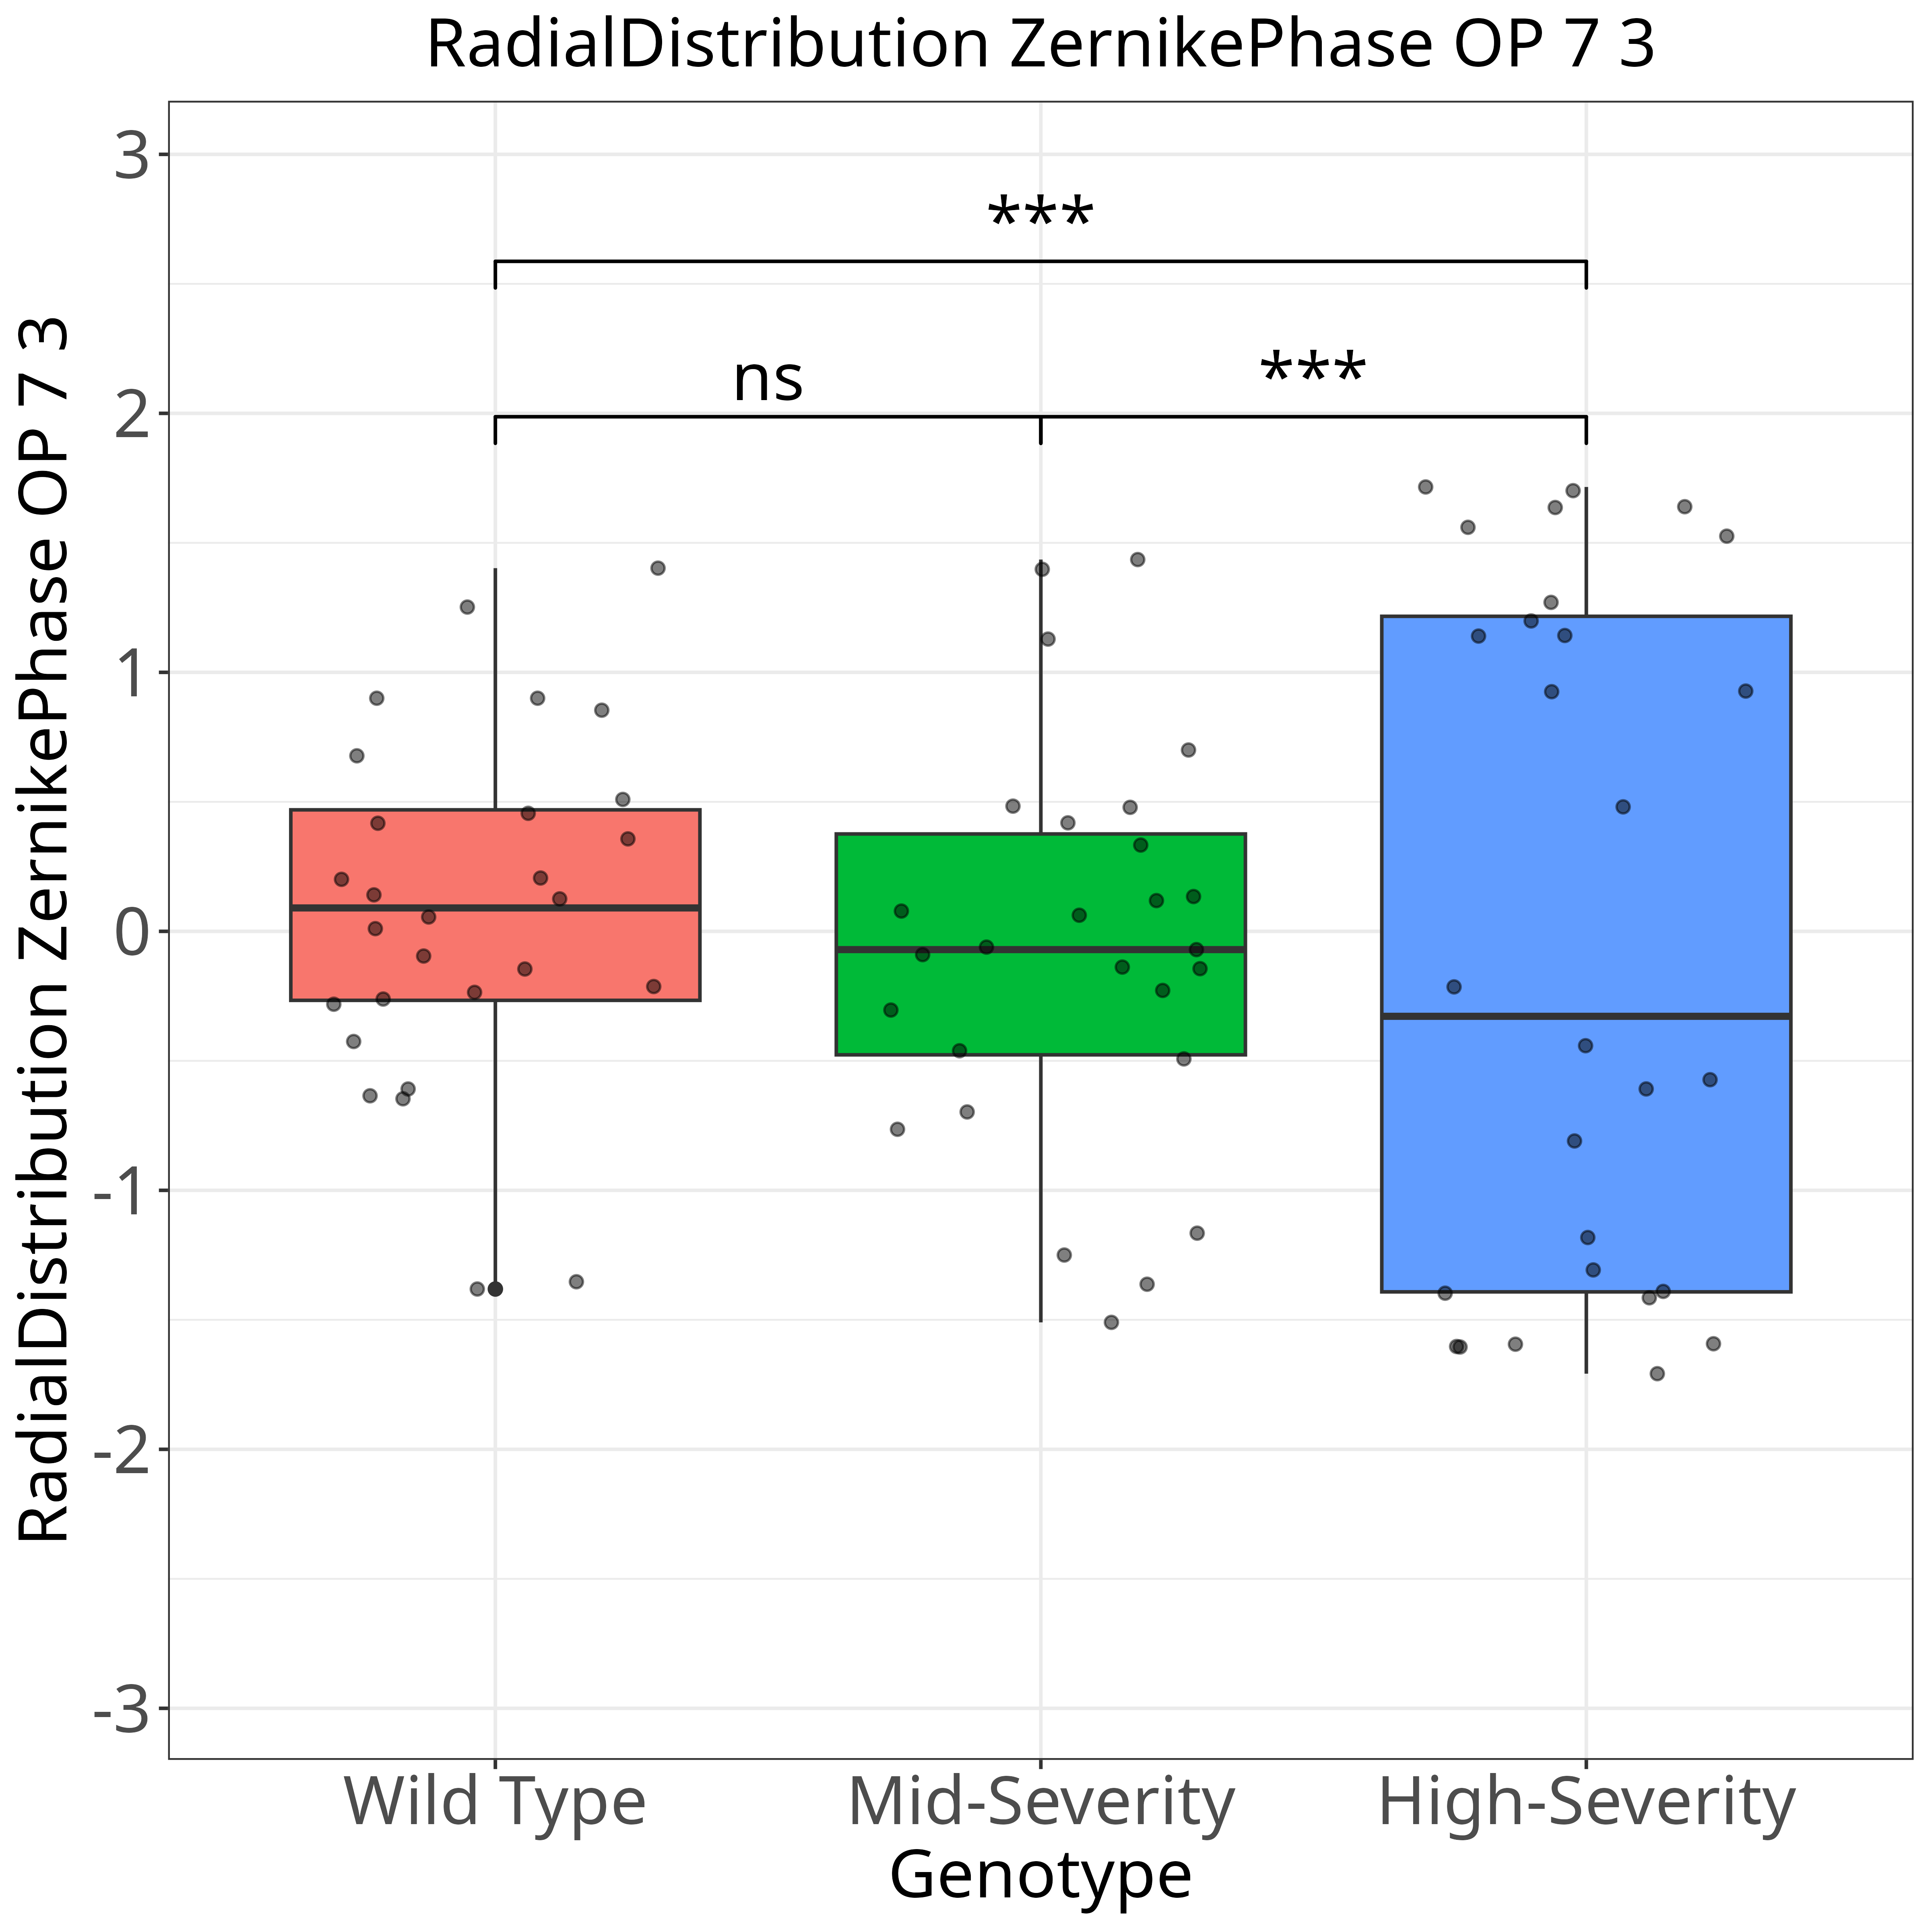 RadialDistribution ZernikePhase OP 7 3
RadialDistribution ZernikePhase OP 7 3
3
2
1
0
-1
-2
-3
***
ns
***
Wild Type
Mid-Severity
High-Severity
Genotype